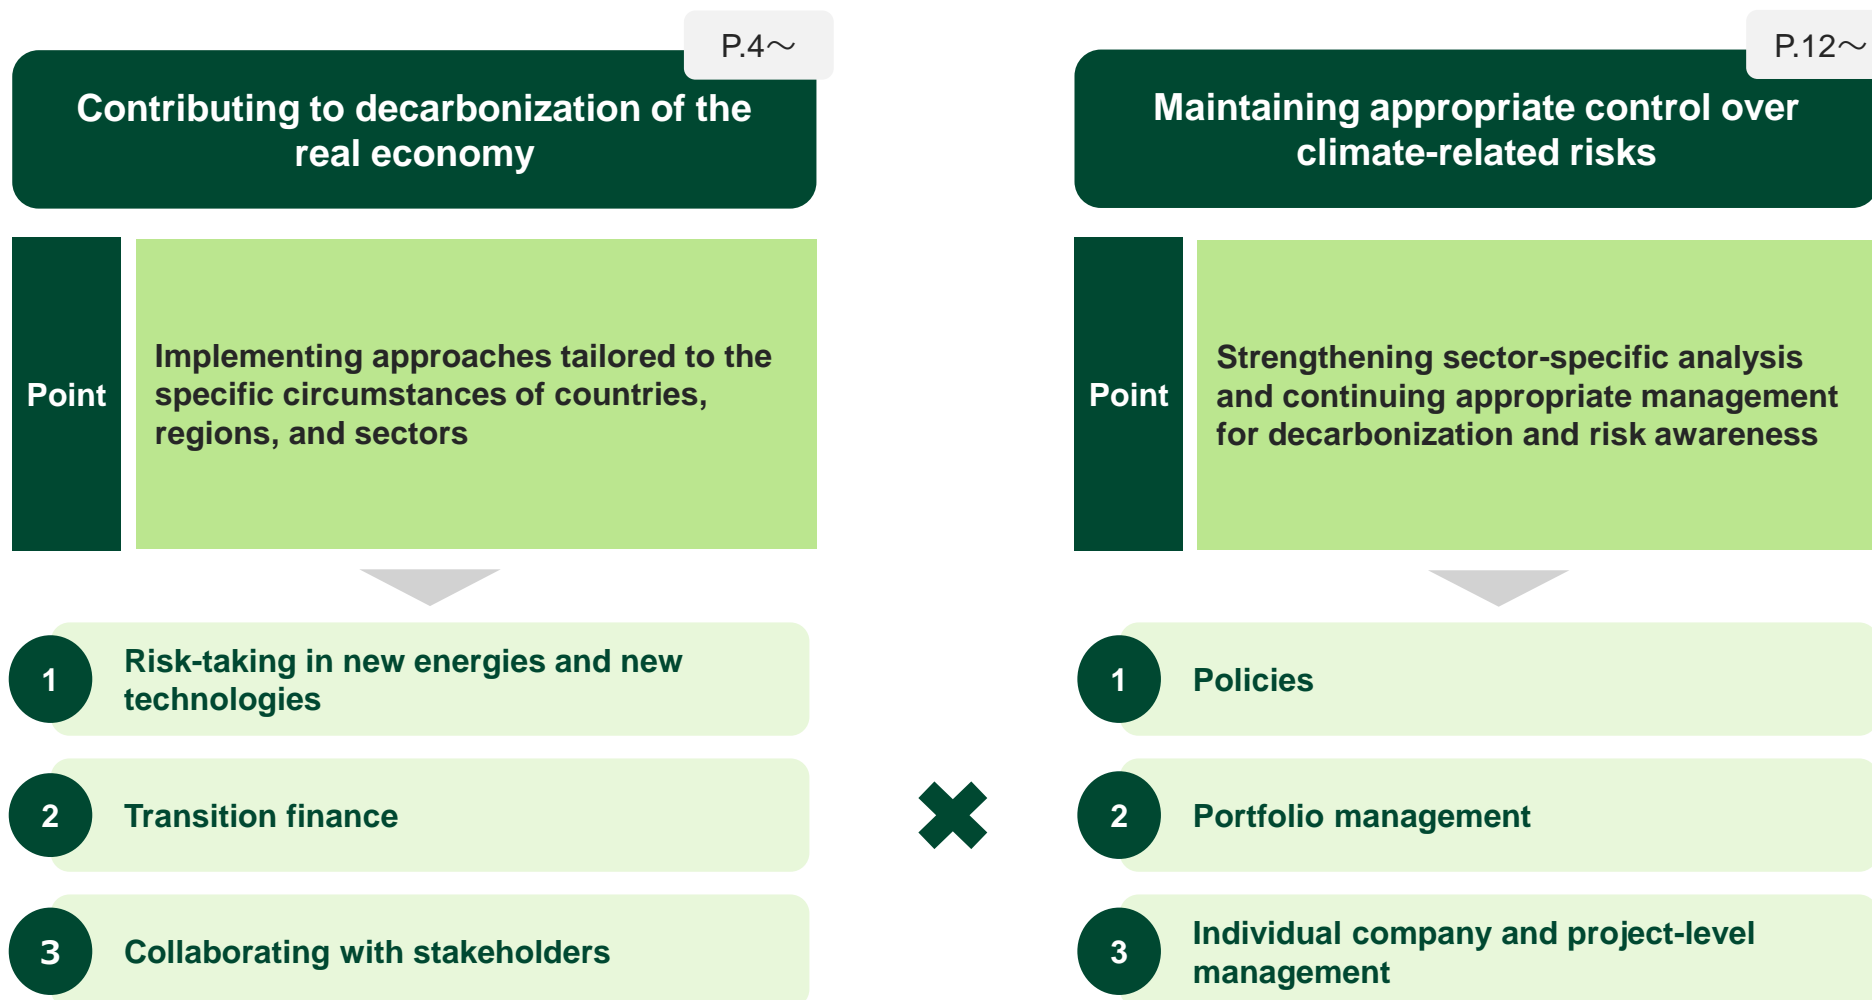 P.4～
Contributing to decarbonization of the
real economy
Point
Implementing approaches tailored to the
specific circumstances of countries,
regions, and sectors
1
Risk-taking in new energies and new
technologies
2
Transition finance
3
Collaborating with stakeholders
P.12～
Maintaining appropriate control over
climate-related risks
Point
Strengthening sector-specific analysis
and continuing appropriate management
for decarbonization and risk awareness
1
Policies
2
Portfolio management
3
Individual company and project-level
management